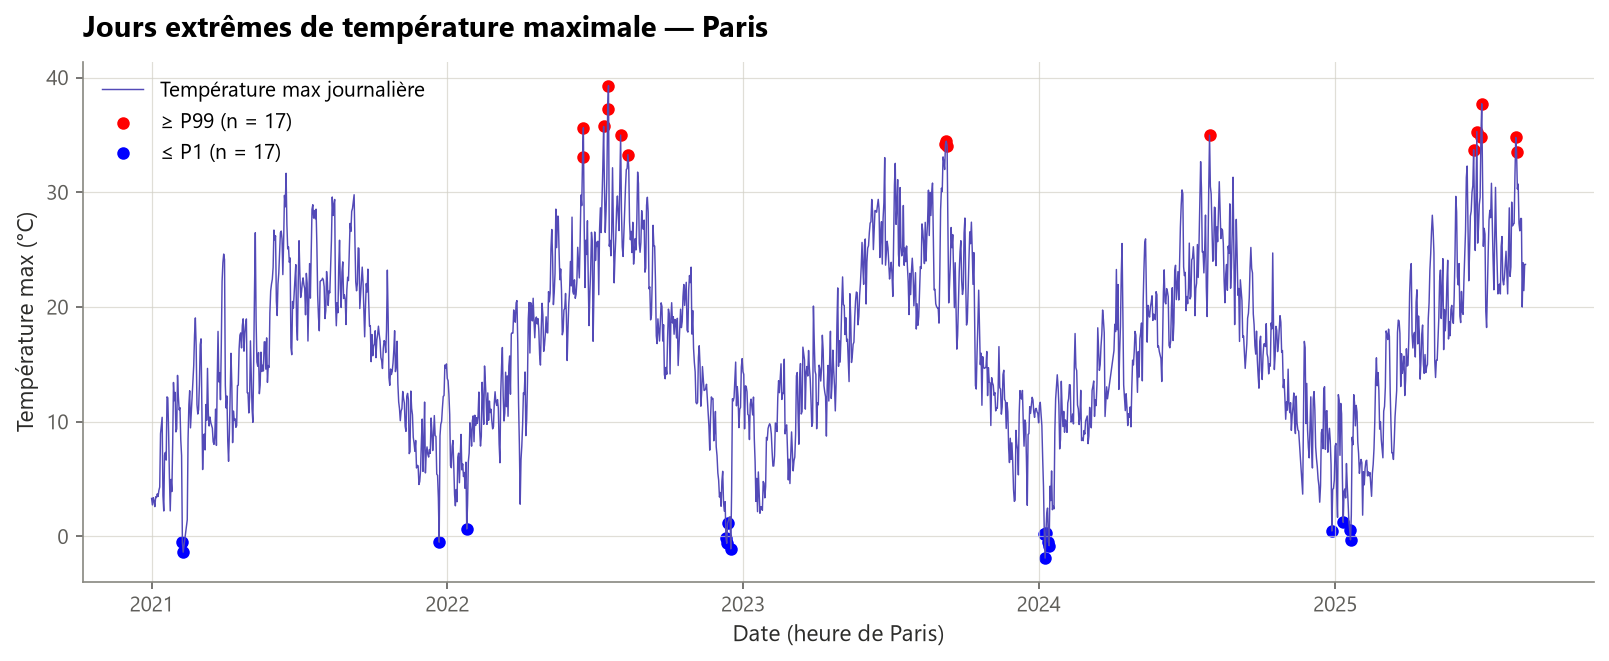 Jours extrêmes de température maximale — Paris
Température max journalière
≥ P99 (n = 17)
≤ P1 (n = 17)
Température max (°C)
40
30
20
10
0
2021
2022
2023
2024
2025
Date (heure de Paris)